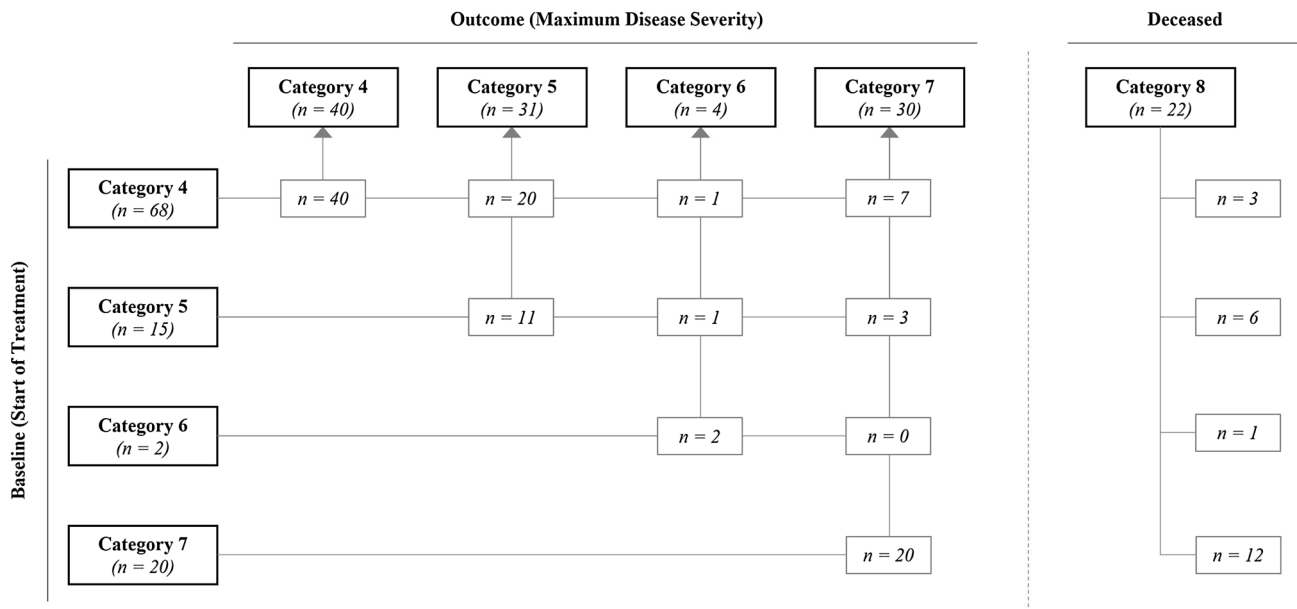 Outcome (Maximum Disease Severity)
Deceased
Category 4
(n = 40)
Category 5
(n = 31)
Category 6
(n = 4)
Category 7
(n = 30)
Category 8
(n = 22)
Baseline (Start of Treatment)
Category 4
(n = 68)
n = 40
n = 20
n = 1
n = 7
n = 3
Category 5
(n = 15)
n = 11
n = 1
n = 3
n = 6
Category 6
(n = 2)
n = 2
n = 0
n = 1
Category 7
(n = 20)
n = 20
n = 12